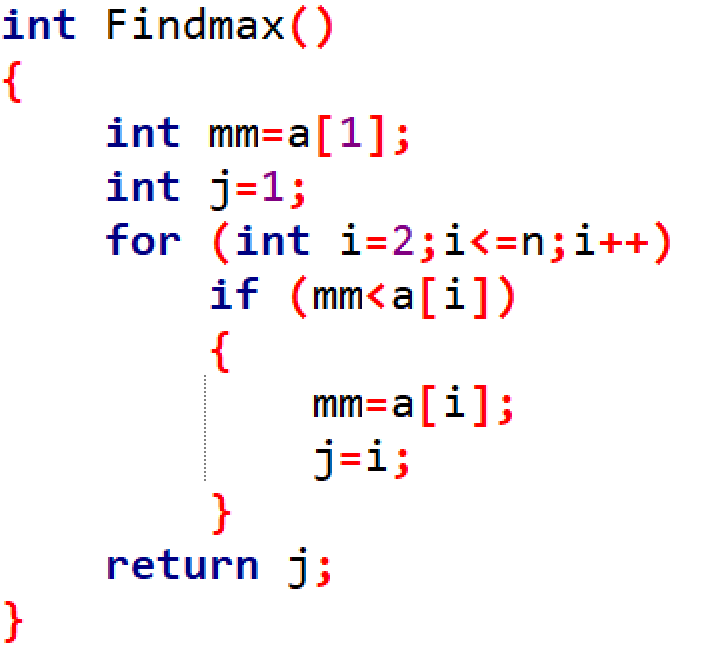 int Findmax()
{
    int mm=a[1];
    int j=1;
    for (int i=2;i<=n;i++)
        if (mm<a[i])
        {
            mm=a[i];
            j=i;
        }
    return j;
}